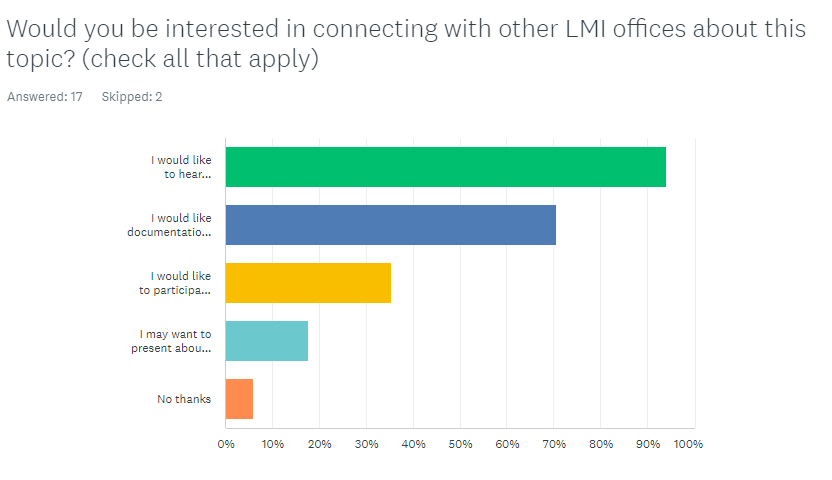 Would you be interested in connecting with other LMI offices about this
topic? (check all that apply)
Answered: 17 Skipped: 2
I would like
to hear...
I would like
documentatio...
I would like
to participa...
I may want to
present abou...
No thanks
0% 10% 20% 30% 40% 50% 60% 70% 80% 90% 100%